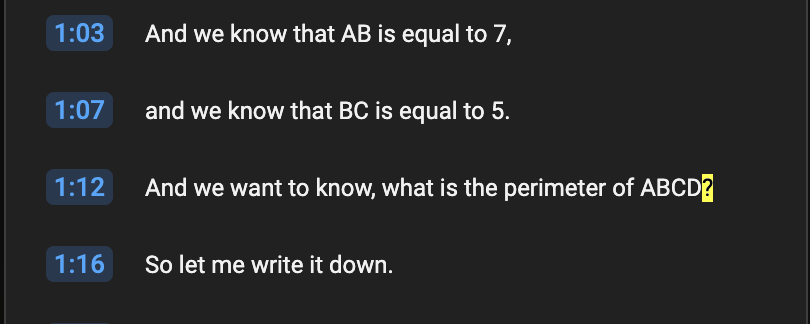 1:03 And we know that AB is equal to 7,
1:07 and we know that BC is equal to 5.
1:12 And we want to know, what is the perimeter of ABCD?
1:16 So let me write it down.